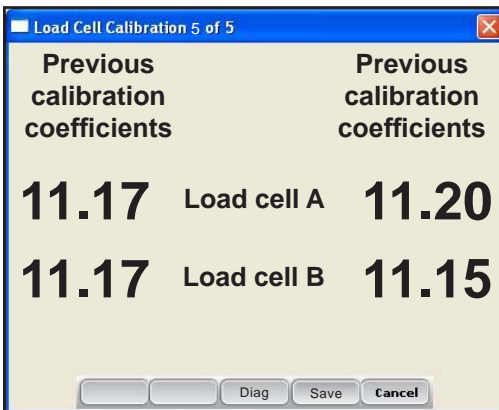 Load Cell Calibration 5 of 5
Previous calibration coefficients
Previous calibration coefficients
11.17 Load cell A 11.20
11.17 Load cell B 11.15
Diag Save Cancel